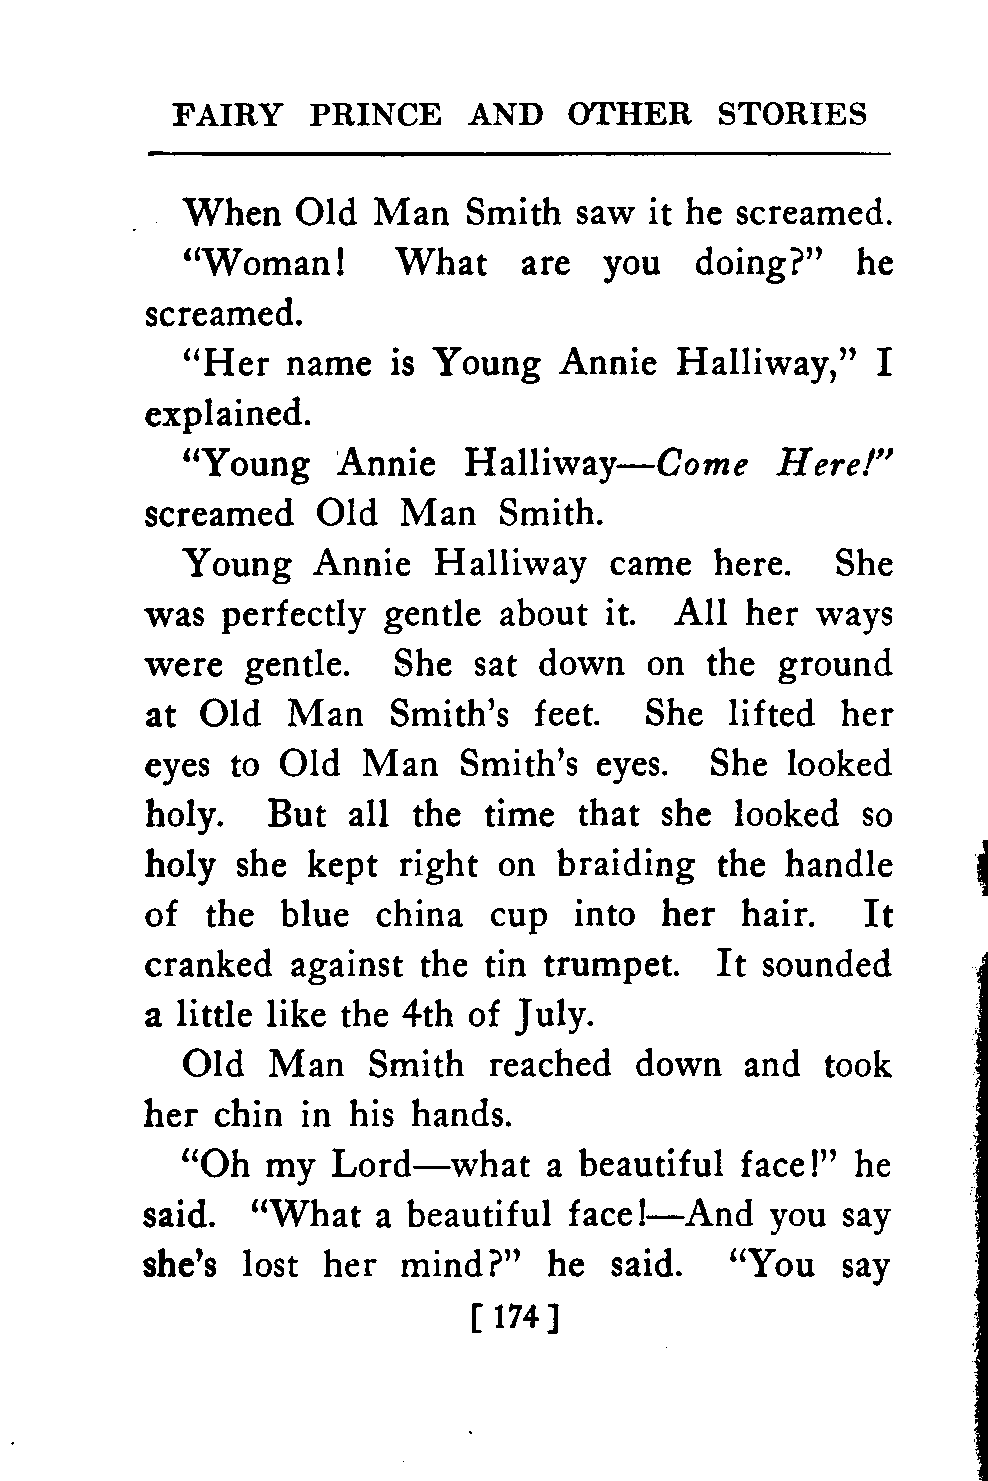 FAIRY PRINCE AND OTHER STORIES
When Old Man Smith saw it he screamed.
“Woman! What are you doing?” he
screamed.
“Her name is Young Annie Halliway,” I
explained.
“Young Annie Halliway—Come Here!”
screamed Old Man Smith.
Young Annie Halliway came here. She
was perfectly gentle about it. All her ways
were gentle. She sat down on the ground
at Old Man Smith’s feet. She lifted her
eyes to Old Man Smith’s eyes. She looked
holy. But all the time that she looked so
holy she kept right on braiding the handle
of the blue china cup into her hair. It
cranked against the tin trumpet. It sounded
a little like the 4th of July.
Old Man Smith reached down and took
her chin in his hands.
“Oh my Lord—what a beautiful face!” he
said. “What a beautiful face!—And you say
she’s lost her mind?” he said. “You say
[ 174 ]